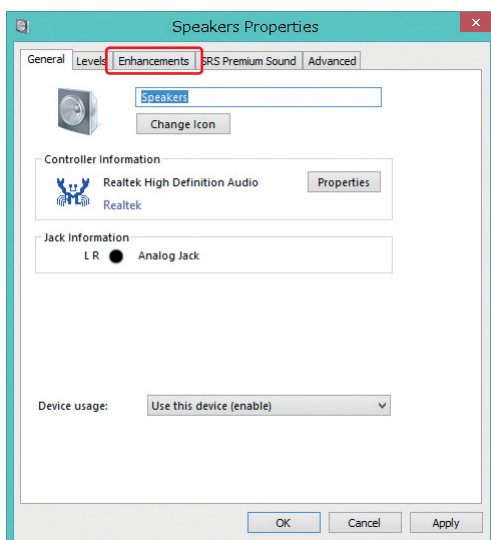 Speakers Properties
General Levels Enhancements SRS Premium Sound Advanced
Speakers
Change Icon
Controller Information
Realtek High Definition Audio Properties
Realtek
Jack Information
L R Analog Jack
Device usage: Use this device (enable)
OK Cancel Apply